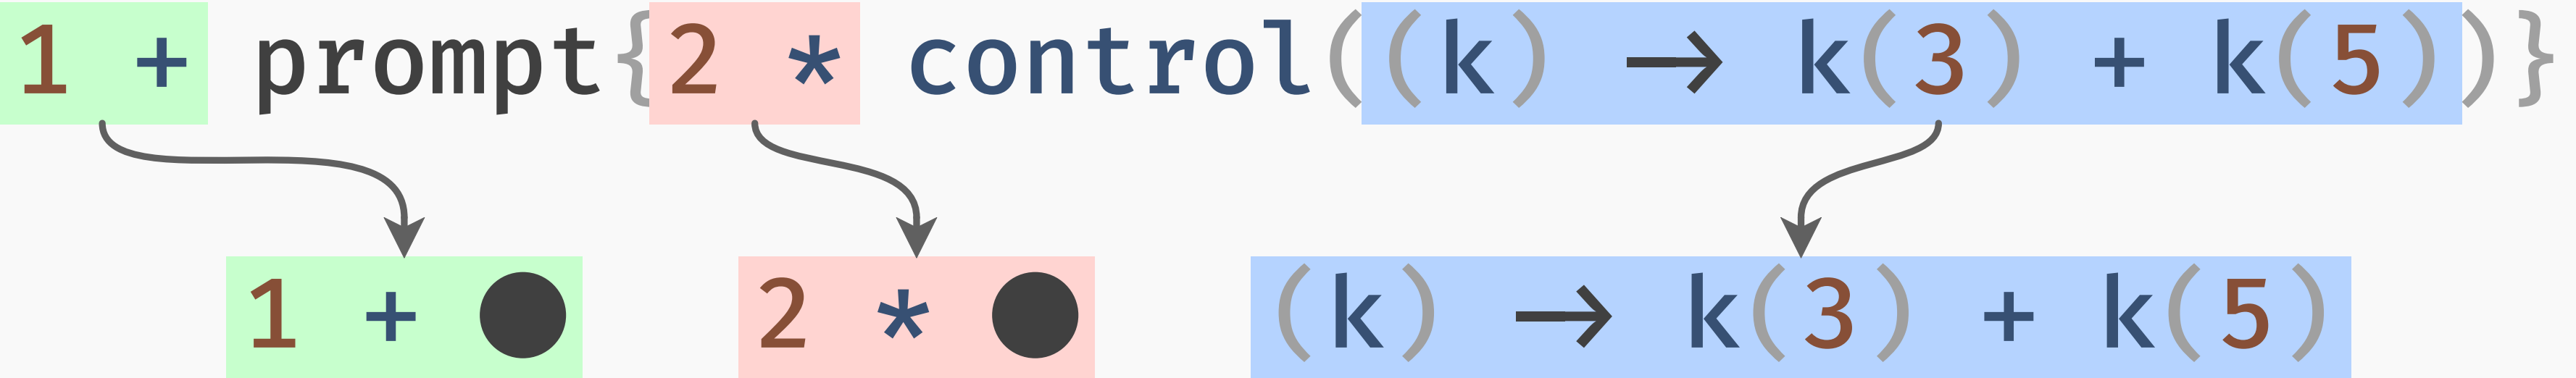 1 + prompt{2 * control((k) → k(3) + k(5))}
1 + ● 2 * ● (k) → k(3) + k(5)